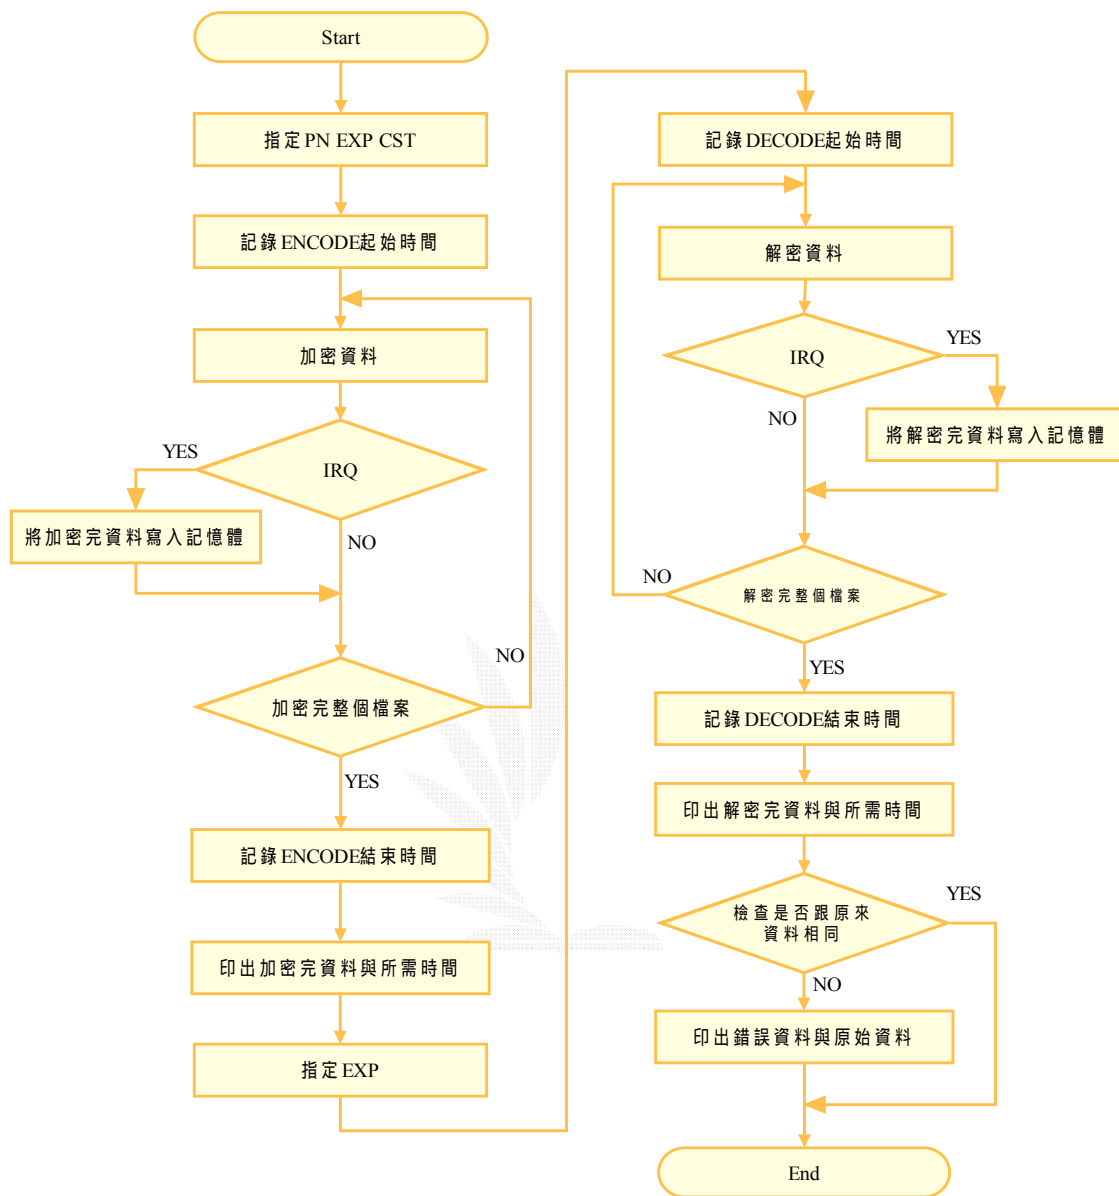 Start
指定PN EXP CST
記錄ENCODE起始時間
加密資料
IRQ
YES
將加密完資料寫入記憶體
NO
加密完整個檔案
NO
YES
記錄ENCODE結束時間
印出加密完資料與所需時間
指定EXP
記錄DECODE起始時間
解密資料
IRQ
YES
將解密完資料寫入記憶體
NO
解密完整個檔案
NO
YES
記錄DECODE結束時間
印出解密完資料與所需時間
檢查是否跟原來
資料相同
YES
NO
印出錯誤資料與原始資料
End